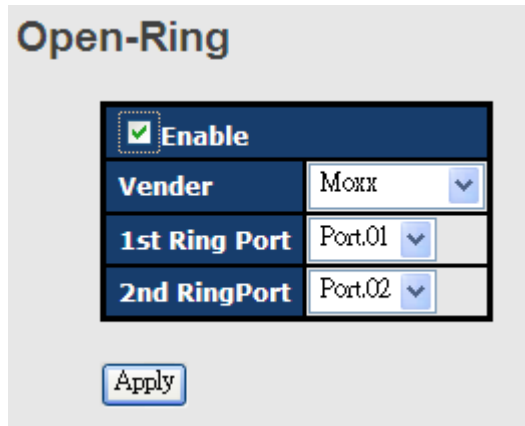 Open-Ring
Enable
Vender Moxx
1st Ring Port Port.01
2nd RingPort Port.02
Apply